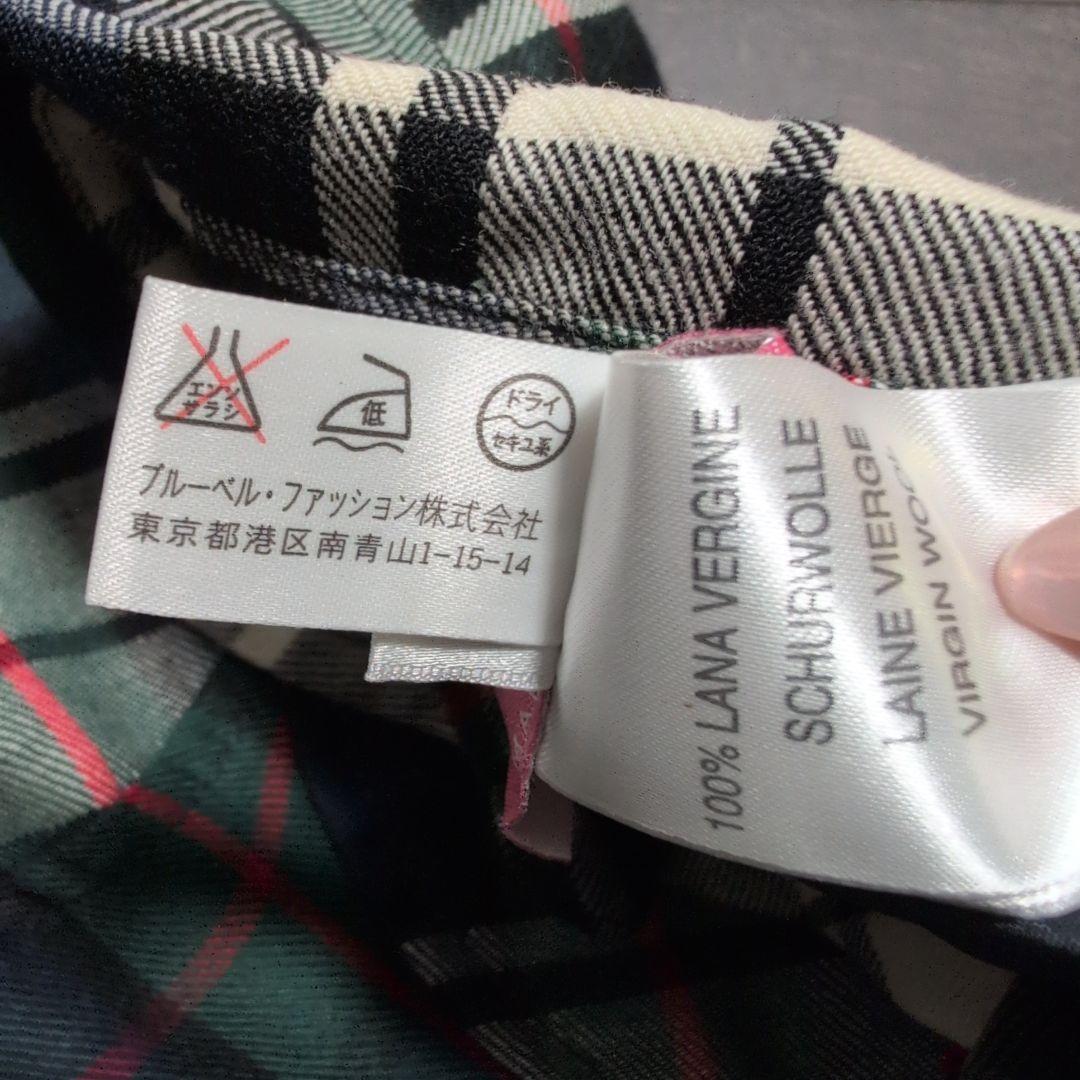 エンソ
サラシ
低
ドライ
セキユ系
ブルーベル・ファッション株式会社
東京都港区南青山1-15-14
100% LANA VERGINE
SCHURWOLLE
LAINE VIERGE
VIRGIN WOOL